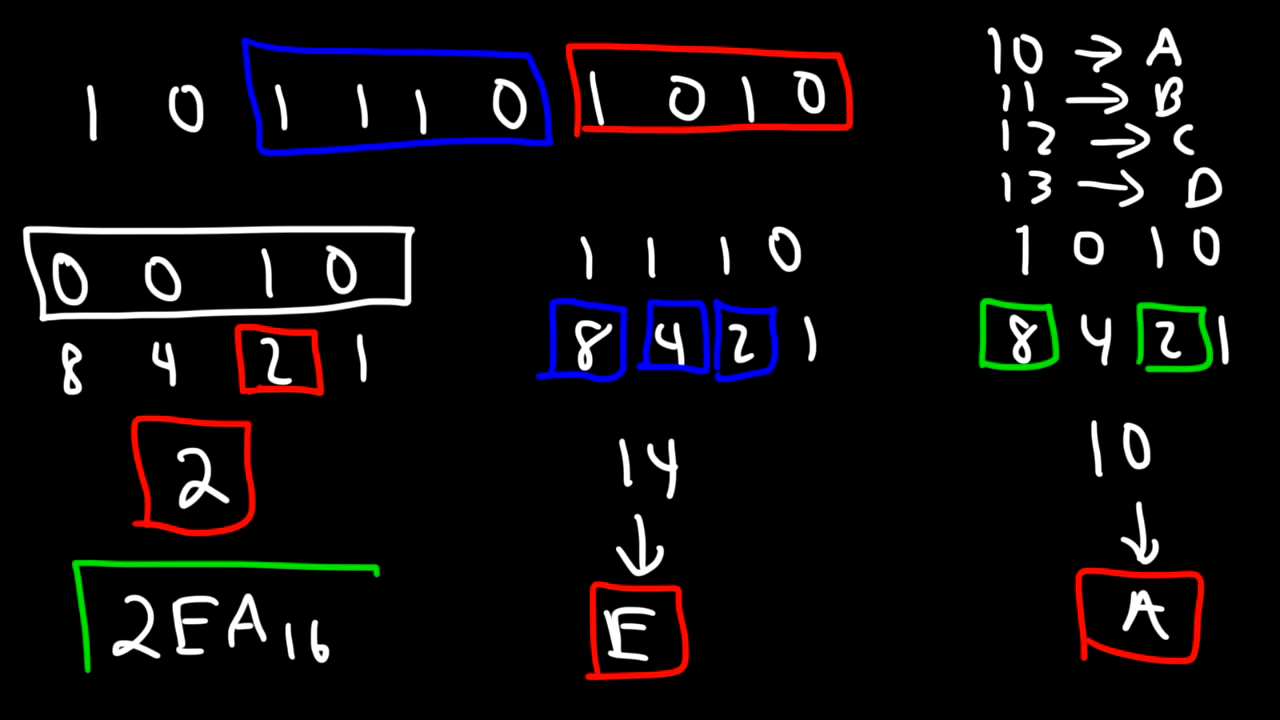 1 0 1 1 1 0 1 0 1 0
10 → A
11 → B
12 → C
13 → D
0 0 1 0
8 4 2 1
2
2EA16
1 1 1 0
8 4 2 1
14
↓
E
1 0 1 0
8 4 2 1
10
↓
A